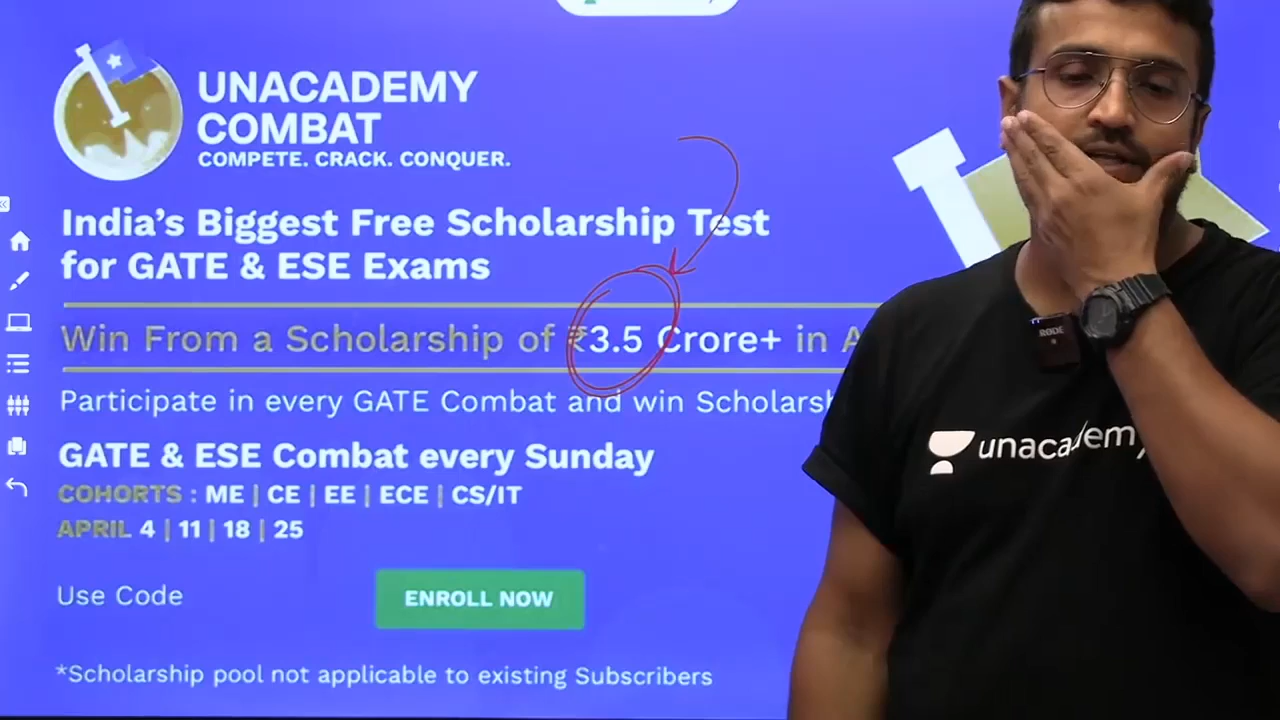 UNACADEMY
COMBAT
COMPETE. CRACK. CONQUER.
India's Biggest Free Scholarship Test
for GATE & ESE Exams
Win From a Scholarship of ₹3.5 Crore+ in
Participate in every GATE Combat and win
GATE & ESE Combat every Sunday
COHORTS : ME | CE | EE | ECE | CS/IT
APRIL 4 | 11 | 18 | 25
Use Code
ENROLL NOW
*Scholarship pool not applicable to existing Subscribers
RØDE
unacademy